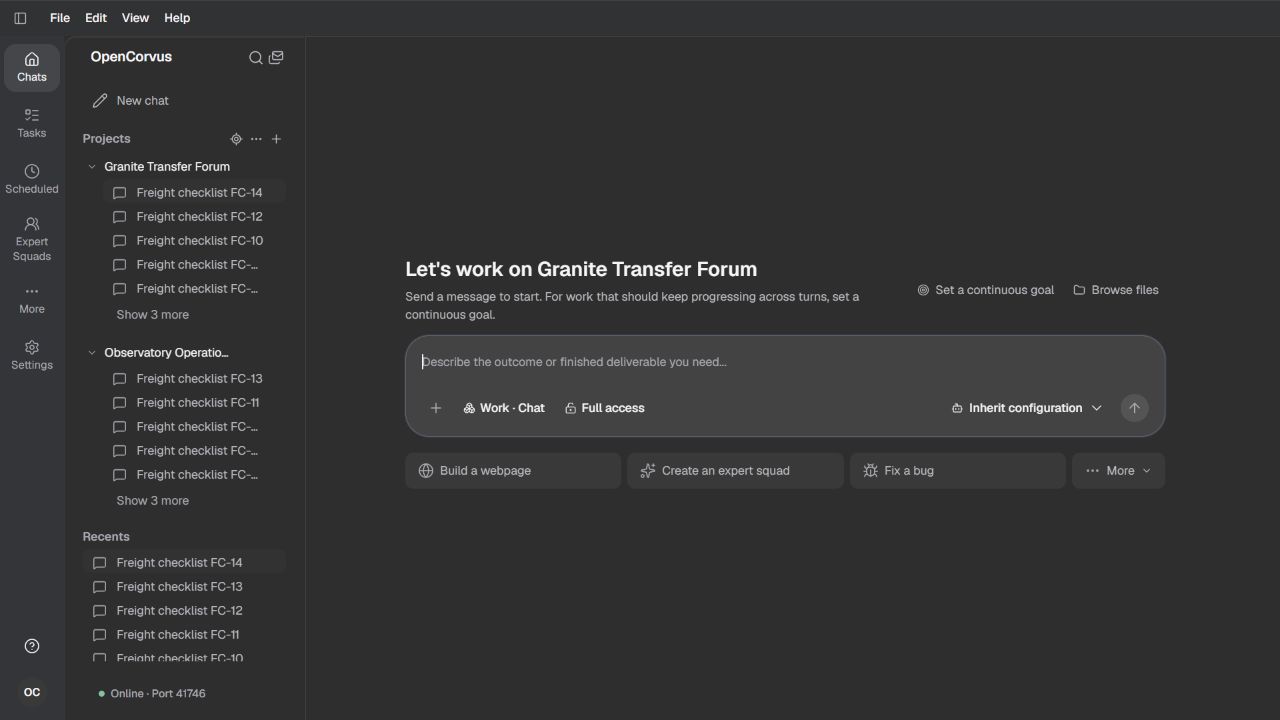 File Edit View Help
Chats
Tasks
Scheduled
Expert
Squads
More
Settings
OC
OpenCorvus
New chat
Projects
Granite Transfer Forum
Freight checklist FC-14
Freight checklist FC-12
Freight checklist FC-10
Freight checklist FC-...
Freight checklist FC-...
Show 3 more
Observatory Operatio...
Freight checklist FC-13
Freight checklist FC-11
Freight checklist FC-...
Freight checklist FC-...
Freight checklist FC-...
Show 3 more
Recents
Freight checklist FC-14
Freight checklist FC-13
Freight checklist FC-12
Freight checklist FC-11
Freight checklist FC-10
Online · Port 41746
Let's work on Granite Transfer Forum
Send a message to start. For work that should keep progressing across turns, set a
continuous goal.
Set a continuous goal
Browse files
Describe the outcome or finished deliverable you need...
Work · Chat
Full access
Inherit configuration
Build a webpage
Create an expert squad
Fix a bug
More